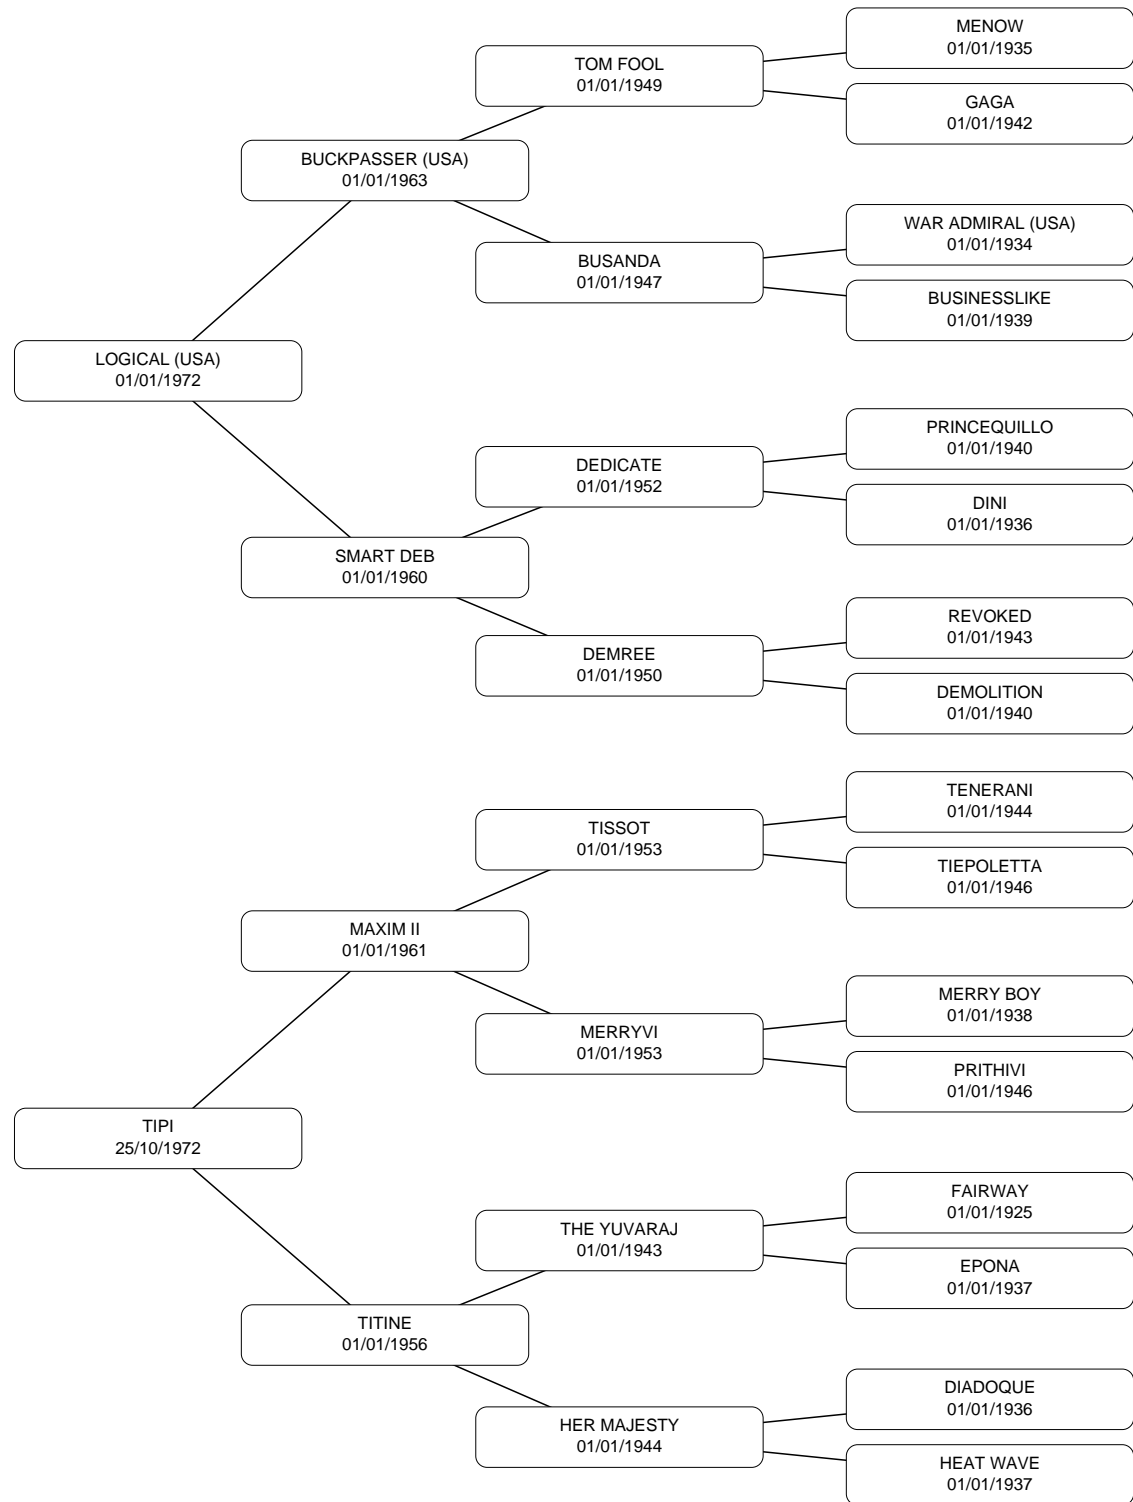 MENOW
01/01/1935
TOM FOOL
01/01/1949
GAGA
01/01/1942
BUCKPASSER (USA)
01/01/1963
WAR ADMIRAL (USA)
01/01/1934
BUSANDA
01/01/1947
BUSINESSLIKE
01/01/1939
LOGICAL (USA)
01/01/1972
PRINCEQUILLO
01/01/1940
DEDICATE
01/01/1952
DINI
01/01/1936
SMART DEB
01/01/1960
REVOKED
01/01/1943
DEMREE
01/01/1950
DEMOLITION
01/01/1940
TENERANI
01/01/1944
TISSOT
01/01/1953
TIEPOLETTA
01/01/1946
MAXIM II
01/01/1961
MERRY BOY
01/01/1938
MERRYVI
01/01/1953
PRITHIVI
01/01/1946
TIPI
25/10/1972
FAIRWAY
01/01/1925
THE YUVARAJ
01/01/1943
EPONA
01/01/1937
TITINE
01/01/1956
DIADOQUE
01/01/1936
HER MAJESTY
01/01/1944
HEAT WAVE
01/01/1937